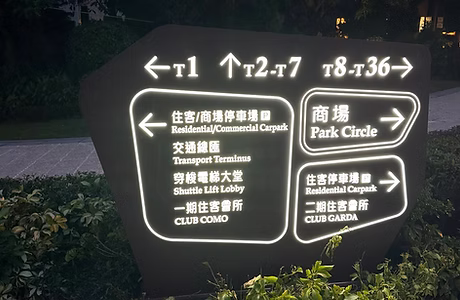 ←T1 ↑T2-T7 T8-T36→
← 住客/商場停車場 P
Residential/Commercial Carpark
交通總匯
Transport Terminus
穿梭電梯大堂
Shuttle Lift Lobby
一期住客會所
CLUB COMO
商場 →
Park Circle
住客停車場 P →
Residential Carpark
二期住客會所
CLUB GARDA